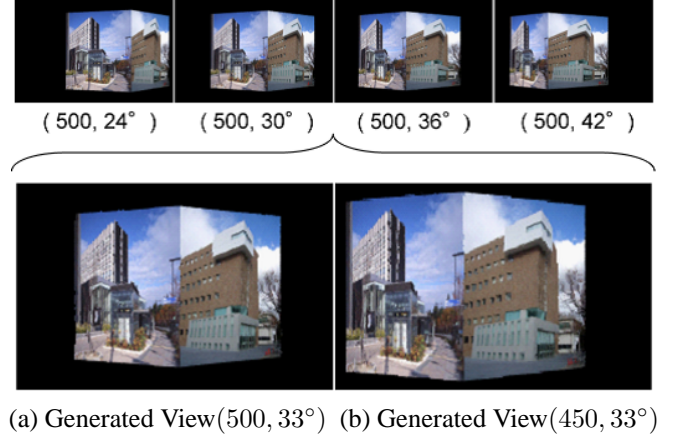 ( 500, 24° ) ( 500, 30° ) ( 500, 36° ) ( 500, 42° )
(a) Generated View(500, 33°) (b) Generated View(450, 33°)